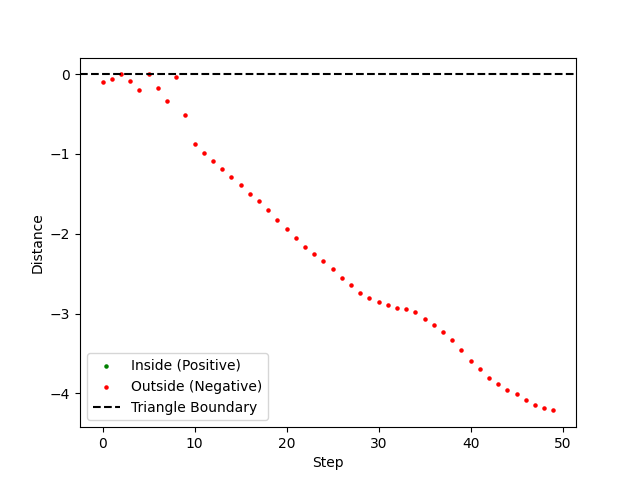 0
−1
−2
−3
−4
Distance
Inside (Positive)
Outside (Negative)
Triangle Boundary
0 10 20 30 40 50
Step